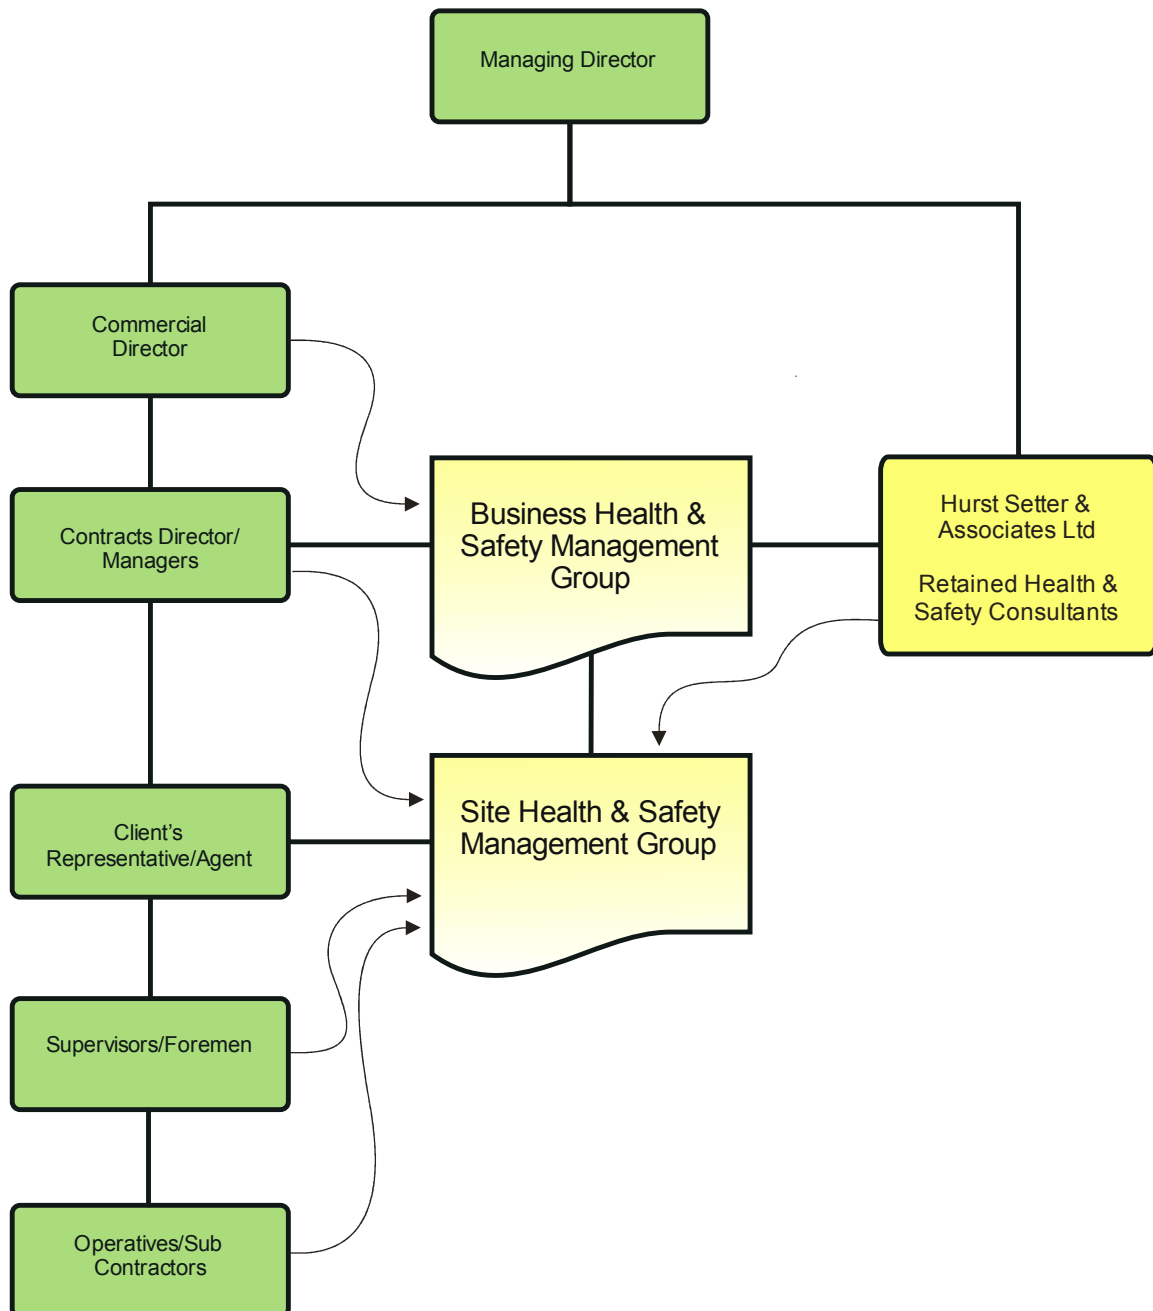 Managing Director
Commercial
Director
Contracts Director/
Managers
Business Health &
Safety Management
Group
Hurst Setter &
Associates Ltd
Retained Health &
Safety Consultants
Client’s
Representative/Agent
Site Health & Safety
Management Group
Supervisors/Foremen
Operatives/Sub
Contractors